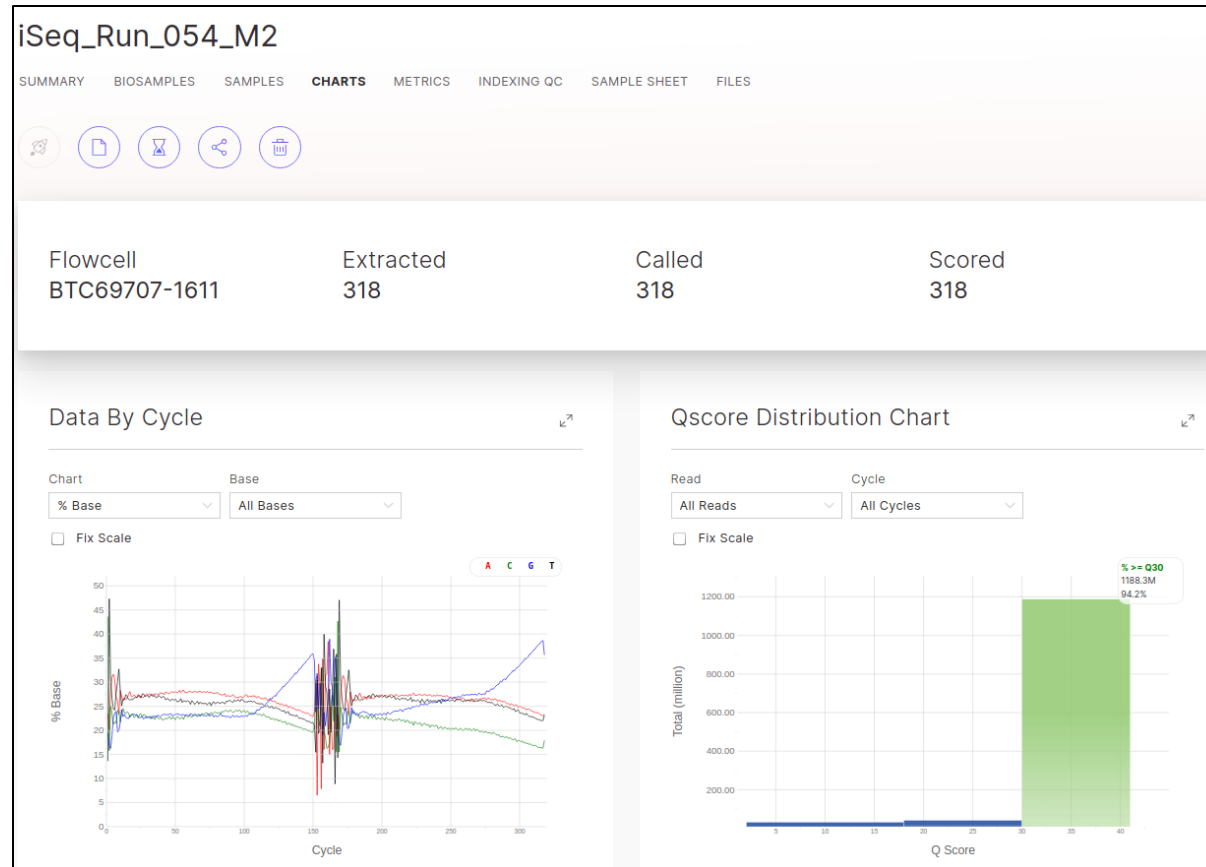 iSeq_Run_054_M2
SUMMARY BIOSAMPLES SAMPLES CHARTS METRICS INDEXING QC SAMPLE SHEET FILES
Flowcell Extracted Called Scored
BTC69707-1611 318 318 318
Data By Cycle
Chart Base
% Base All Bases
Fix Scale
A C G T
50
45
40
35
30
25
20
15
10
5
0
% Base
0 50 100 150 200 250 300
Cycle
Qscore Distribution Chart
Read Cycle
All Reads All Cycles
Fix Scale
% >= Q30
1188.3M
94.2%
1200.00
1000.00
800.00
600.00
400.00
200.00
Total (million)
5 10 15 20 25 30 35 40
Q Score